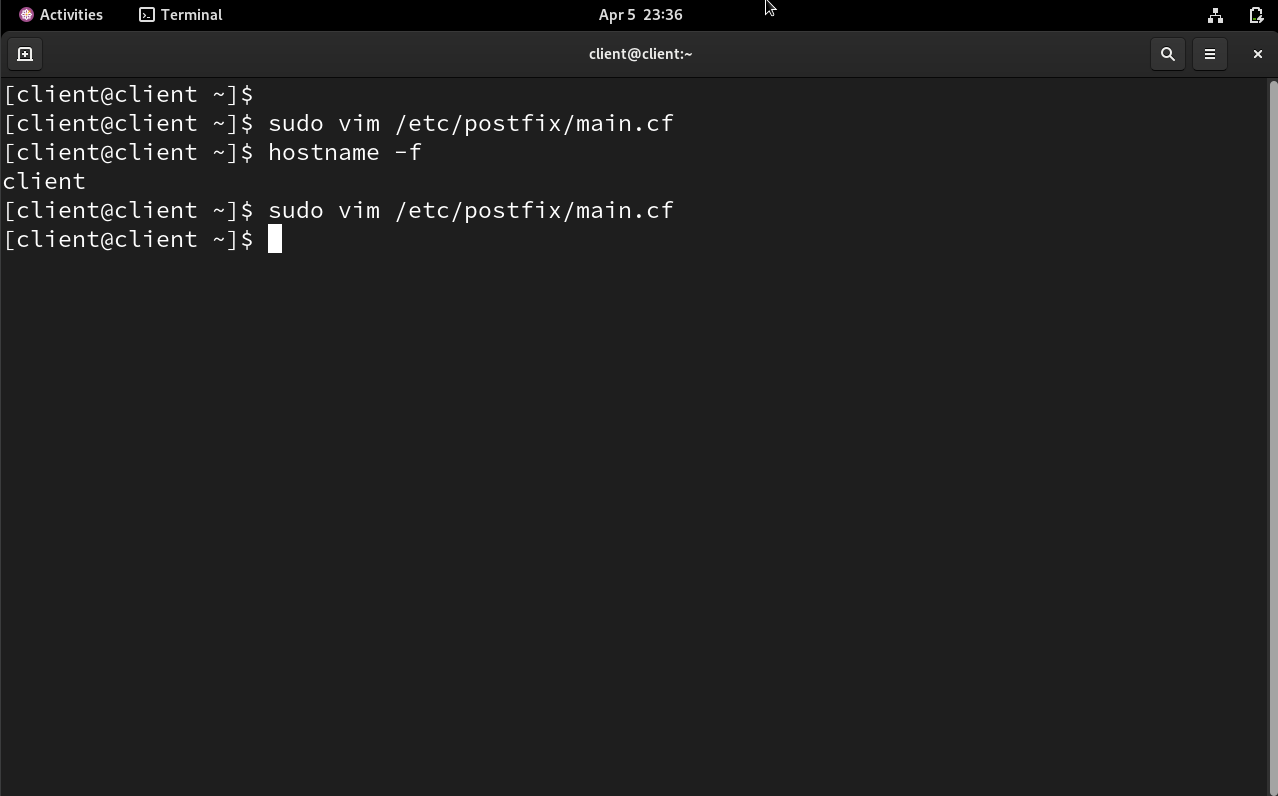 Activities
Terminal
Apr 5 23:36
client@client:~
[client@client ~]$
[client@client ~]$ sudo vim /etc/postfix/main.cf
[client@client ~]$ hostname -f
client
[client@client ~]$ sudo vim /etc/postfix/main.cf
[client@client ~]$